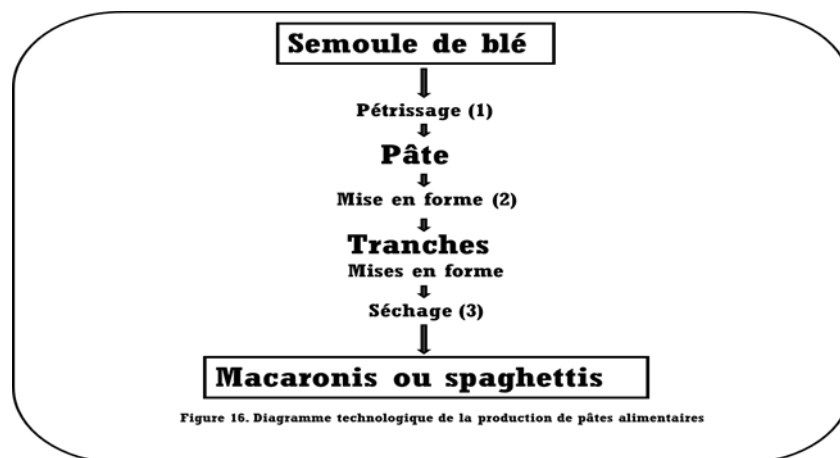 Semoule de blé
Pétrissage (1)
Pâte
Mise en forme (2)
Tranches
Mises en forme
Séchage (3)
Macaronis ou spaghettis
Figure 16. Diagramme technologique de la production de pâtes alimentaires